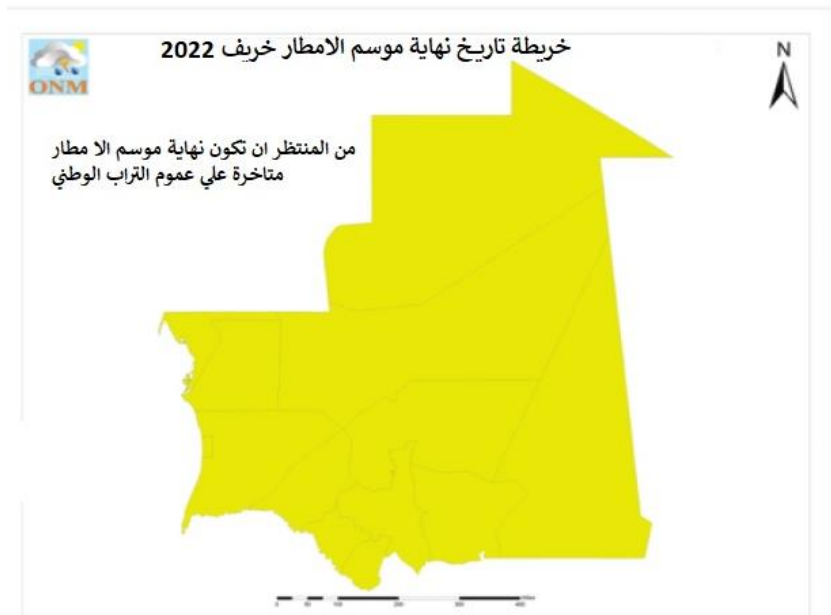 خريطة تاريخ نهاية موسم الامطار خريف 2022
N
ONM
من المنتظر ان تكون نهاية موسم الا مطار
متاخرة علي عموم التراب الوطني